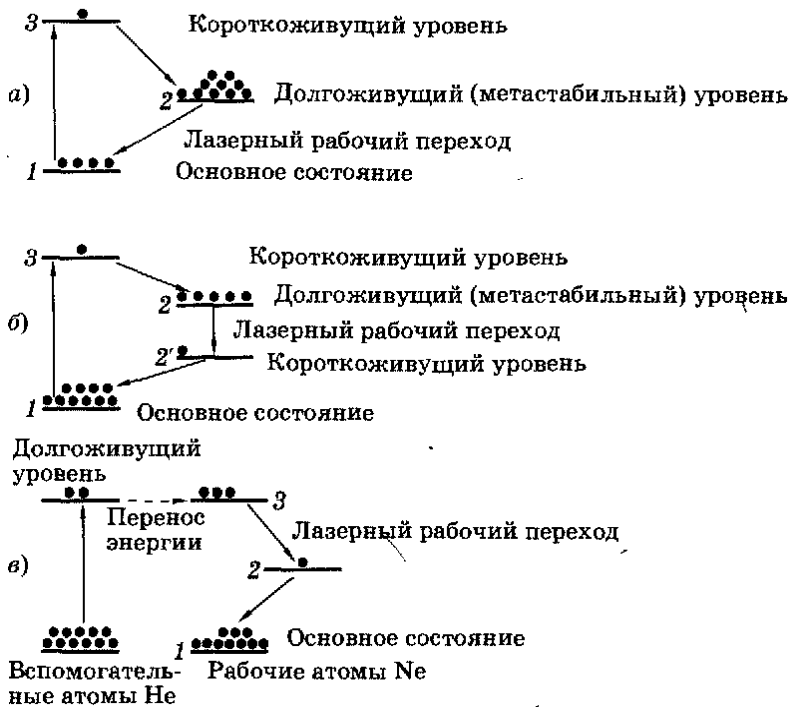 3 Короткоживущий уровень
а) 2 Долгоживущий (метастабильный) уровень
Лазерный рабочий переход
1 Основное состояние
3 Короткоживущий уровень
2 Долгоживущий (метастабильный) уровень
б) Лазерный рабочий переход
2' Короткоживущий уровень
1 Основное состояние
Долгоживущий
уровень
3
Перенос
энергии
Лазерный рабочий переход
в) 2
1 Основное состояние
Вспомогатель-
ные атомы He
Рабочие атомы Ne